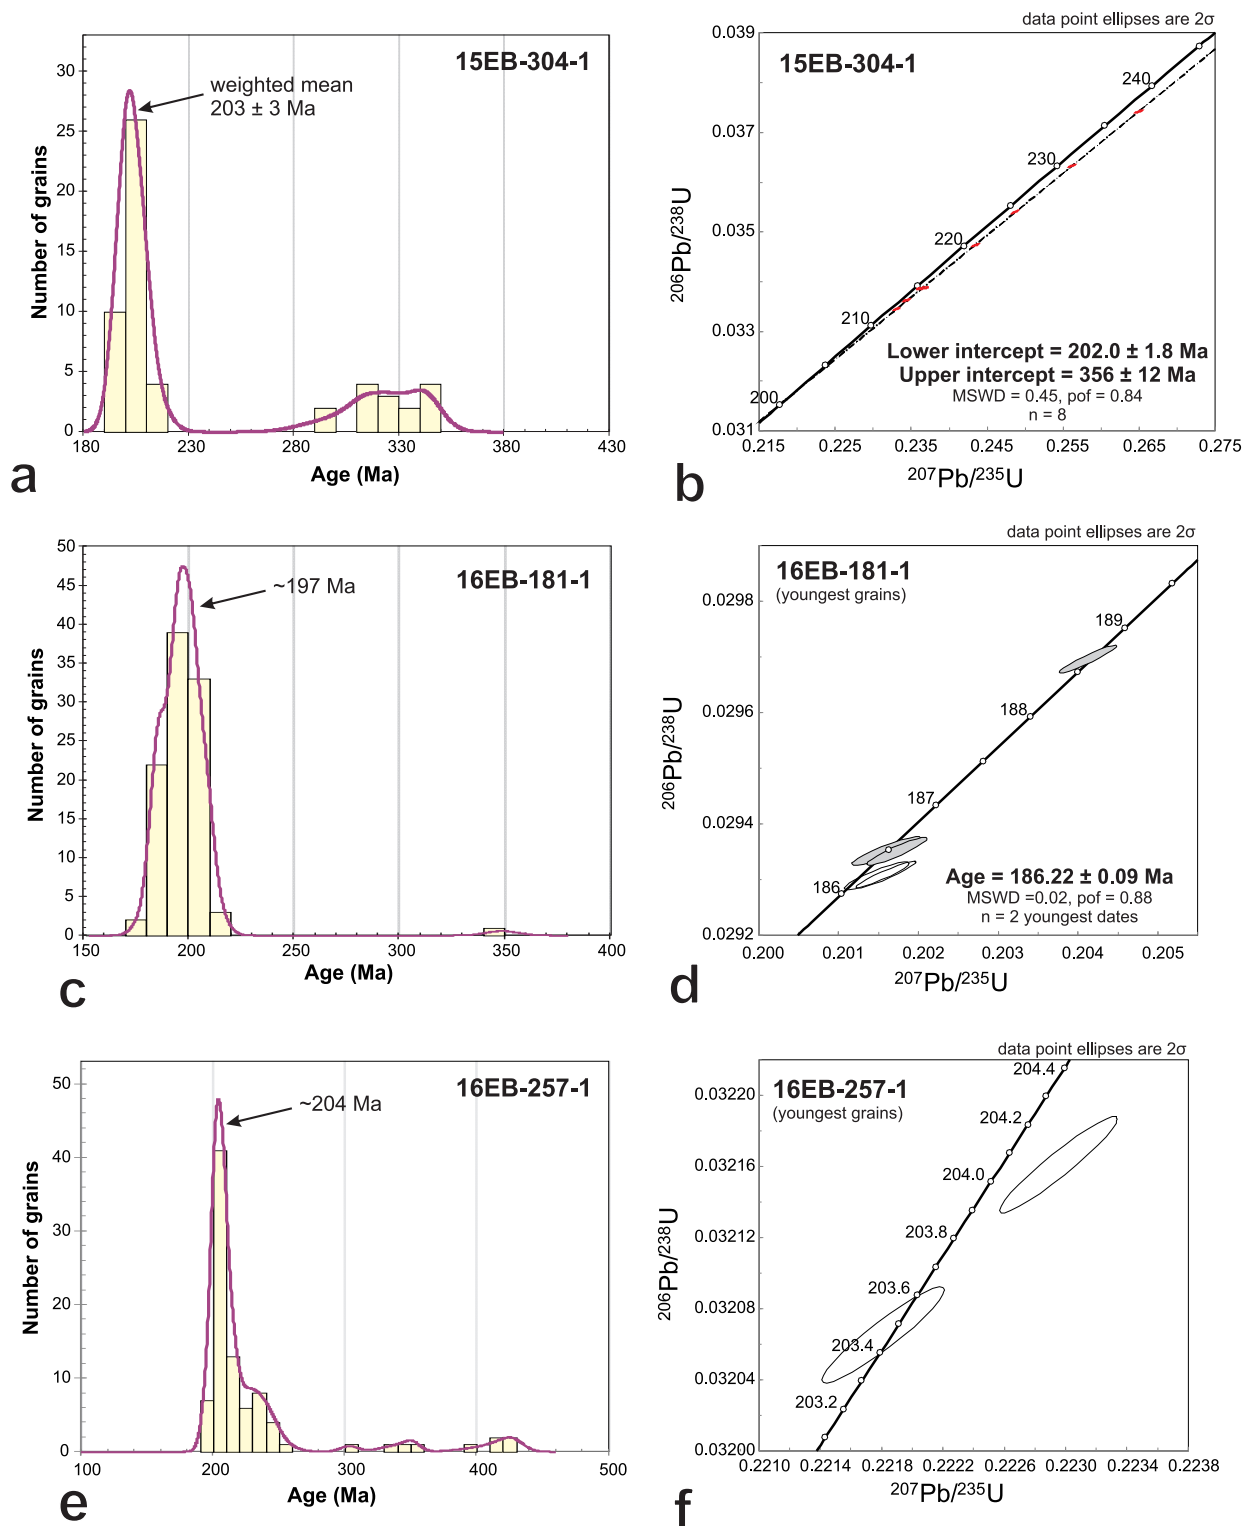 15EB-304-1
weighted mean
203 ± 3 Ma
Number of grains
30
25
20
15
10
5
0
180 230 280 330 380 430
Age (Ma)
a
data point ellipses are 2σ
15EB-304-1
206Pb/238U
0.039
0.037
0.035
0.033
0.031
240
230
220
210
200
Lower intercept = 202.0 ± 1.8 Ma
Upper intercept = 356 ± 12 Ma
MSWD = 0.45, pof = 0.84
n = 8
0.215 0.225 0.235 0.245 0.255 0.265 0.275
207Pb/235U
b
16EB-181-1
~197 Ma
Number of grains
50
45
40
35
30
25
20
15
10
5
0
150 200 250 300 350 400
Age (Ma)
c
data point ellipses are 2σ
16EB-181-1
(youngest grains)
206Pb/238U
0.0298
0.0296
0.0294
0.0292
189
188
187
186
Age = 186.22 ± 0.09 Ma
MSWD =0.02, pof = 0.88
n = 2 youngest dates
0.200 0.201 0.202 0.203 0.204 0.205
207Pb/235U
d
16EB-257-1
~204 Ma
Number of grains
50
40
30
20
10
0
100 200 300 400 500
Age (Ma)
e
data point ellipses are 2σ
16EB-257-1
(youngest grains)
206Pb/238U
0.03220
0.03216
0.03212
0.03208
0.03204
0.03200
204.4
204.2
204.0
203.8
203.6
203.4
203.2
0.2210 0.2214 0.2218 0.2222 0.2226 0.2230 0.2234 0.2238
207Pb/235U
f